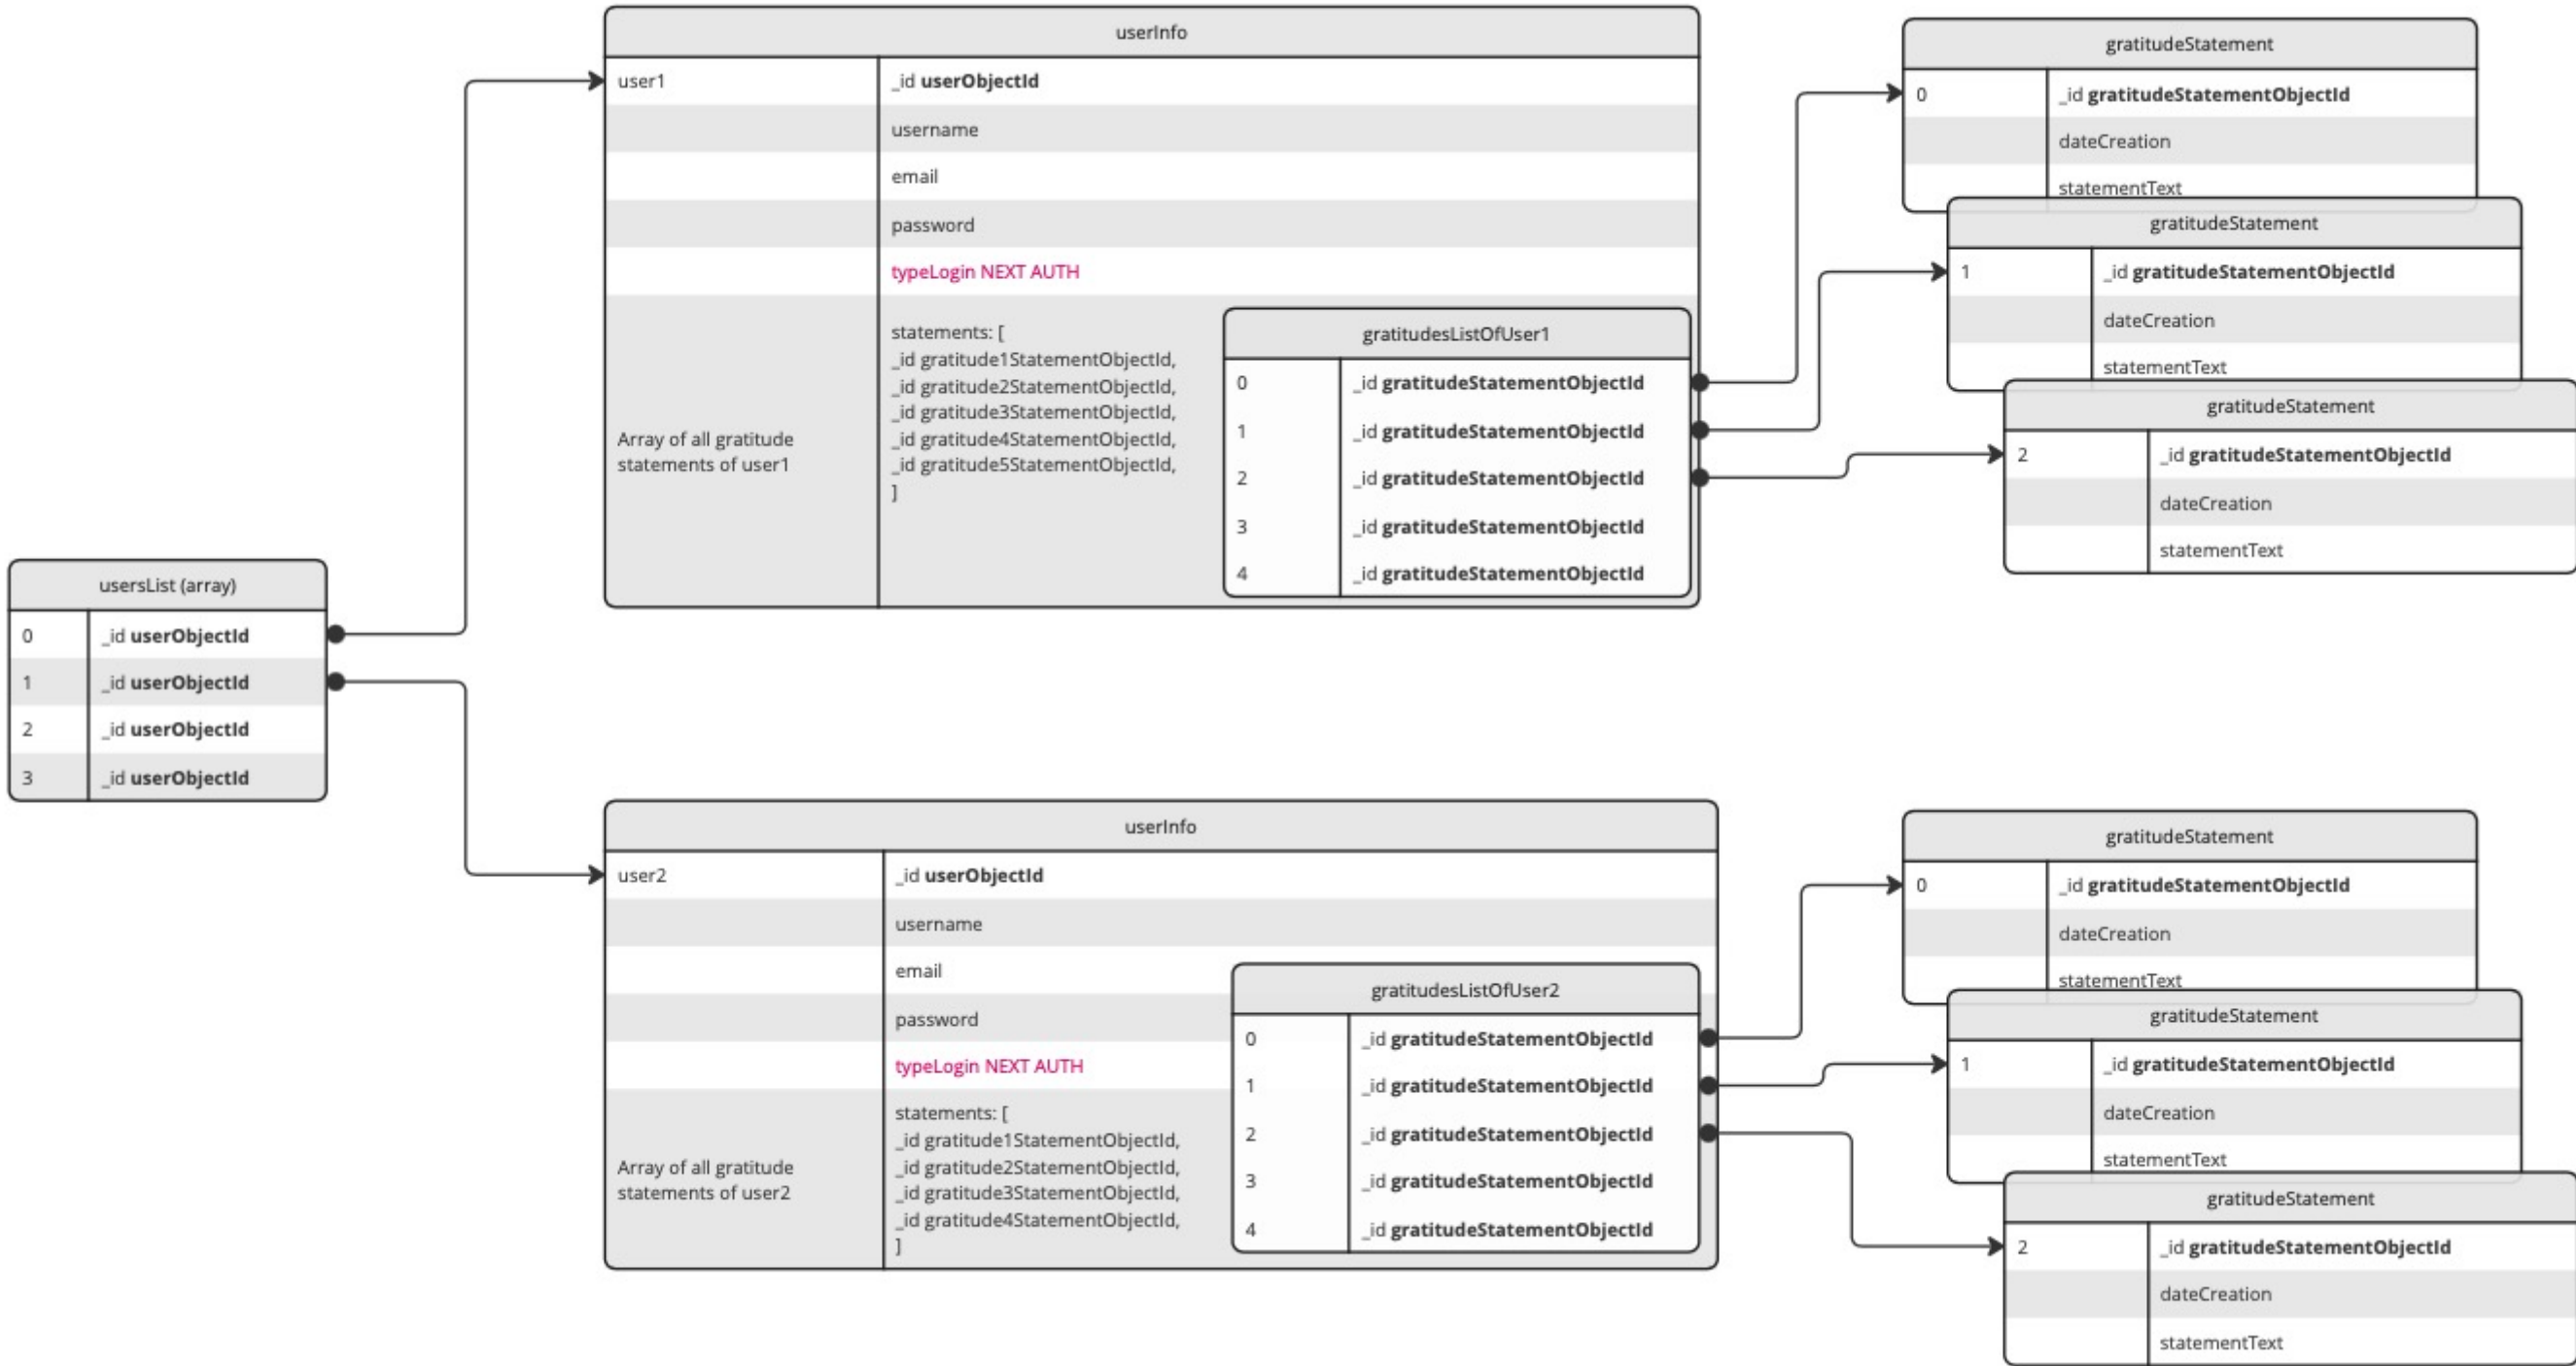 usersList (array)
0 _id userObjectId
1 _id userObjectId
2 _id userObjectId
3 _id userObjectId
userInfo
user1 _id userObjectId
username
email
password
typeLogin NEXT AUTH
Array of all gratitude
statements of user1
statements: [
_id gratitude1StatementObjectId,
_id gratitude2StatementObjectId,
_id gratitude3StatementObjectId,
_id gratitude4StatementObjectId,
_id gratitude5StatementObjectId,
]
gratitudesListOfUser1
0 _id gratitudeStatementObjectId
1 _id gratitudeStatementObjectId
2 _id gratitudeStatementObjectId
3 _id gratitudeStatementObjectId
4 _id gratitudeStatementObjectId
gratitudeStatement
0 _id gratitudeStatementObjectId
dateCreation
statementText
gratitudeStatement
1 _id gratitudeStatementObjectId
dateCreation
statementText
gratitudeStatement
2 _id gratitudeStatementObjectId
dateCreation
statementText
userInfo
user2 _id userObjectId
username
email
password
typeLogin NEXT AUTH
Array of all gratitude
statements of user2
statements: [
_id gratitude1StatementObjectId,
_id gratitude2StatementObjectId,
_id gratitude3StatementObjectId,
_id gratitude4StatementObjectId,
]
gratitudesListOfUser2
0 _id gratitudeStatementObjectId
1 _id gratitudeStatementObjectId
2 _id gratitudeStatementObjectId
3 _id gratitudeStatementObjectId
4 _id gratitudeStatementObjectId
gratitudeStatement
0 _id gratitudeStatementObjectId
dateCreation
statementText
gratitudeStatement
1 _id gratitudeStatementObjectId
dateCreation
statementText
gratitudeStatement
2 _id gratitudeStatementObjectId
dateCreation
statementText